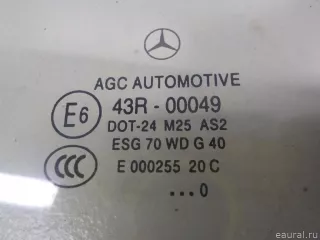 AGC AUTOMOTIVE
E6 43R - 00049
DOT-24 M25 AS2
ESG 70 WD G 40
CCC E 000255 20 C
...0
eaural.ru